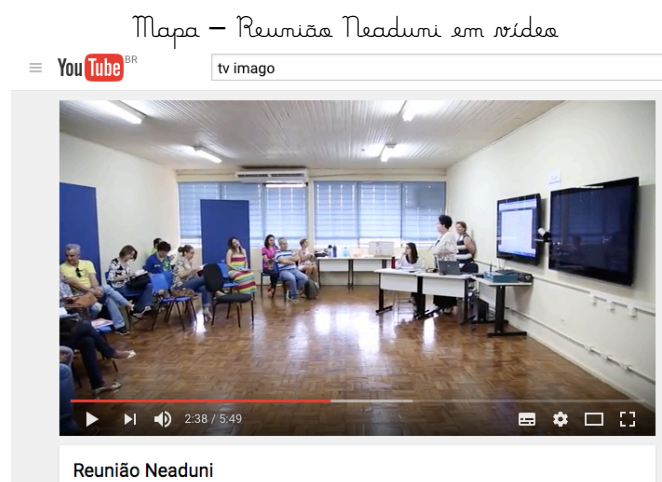 Mapa – Reunião Neaduni em vídeo
YouTube BR
tv imago
2:38 / 5:49
Reunião Neaduni